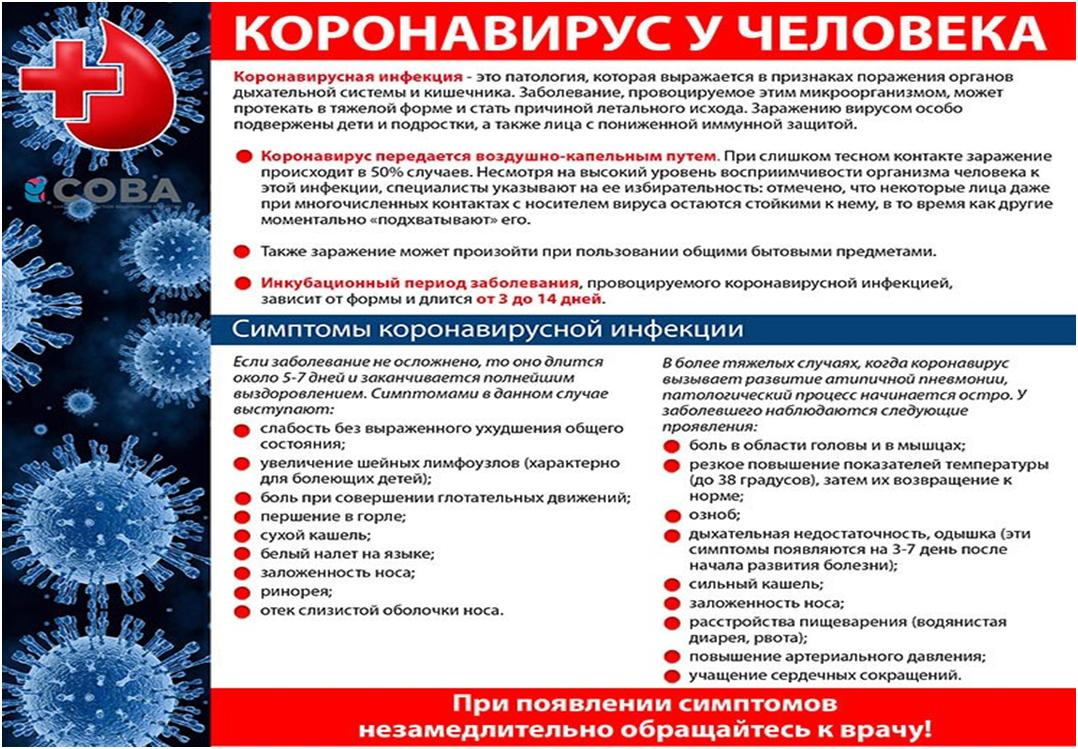 КОРОНАВИРУС У ЧЕЛОВЕКА
Коронавирусная инфекция - это патология, которая выражается в признаках поражения органов
дыхательной системы и кишечника. Заболевание, провоцируемое этим микроорганизмом, может
протекать в тяжелой форме и стать причиной летального исхода. Заражению вирусом особо
подвержены дети и подростки, а также лица с пониженной иммунной защитой.
Коронавирус передается воздушно-капельным путем. При слишком тесном контакте заражение
происходит в 50% случаев. Несмотря на высокий уровень восприимчивости организма человека к
этой инфекции, специалисты указывают на ее избирательность: отмечено, что некоторые лица даже
при многочисленных контактах с носителем вируса остаются стойкими к нему, в то время как другие
моментально «подхватывают» его.
СОВА
Также заражение может произойти при пользовании общими бытовыми предметами.
Инкубационный период заболевания, провоцируемого коронавирусной инфекцией,
зависит от формы и длится от 3 до 14 дней.
Симптомы коронавирусной инфекции
Если заболевание не осложнено, то оно длится
около 5-7 дней и заканчивается полнейшим
выздоровлением. Симптомами в данном случае
выступают:
слабость без выраженного ухудшения общего
состояния;
увеличение шейных лимфоузлов (характерно
для болеющих детей);
боль при совершении глотательных движений;
першение в горле;
сухой кашель;
белый налет на языке;
заложенность носа;
ринорея;
отек слизистой оболочки носа.
В более тяжелых случаях, когда коронавирус
вызывает развитие атипичной пневмонии,
патологический процесс начинается остро. У
заболевшего наблюдаются следующие
проявления:
боль в области головы и в мышцах;
резкое повышение показателей температуры
(до 38 градусов), затем их возвращение к
норме;
озноб;
дыхательная недостаточность, одышка (эти
симптомы появляются на 3-7 день после
начала развития болезни);
сильный кашель;
заложенность носа;
расстройства пищеварения (водянистая
диарея, рвота);
повышение артериального давления;
учащение сердечных сокращений.
При появлении симптомов
незамедлительно обращайтесь к врачу!